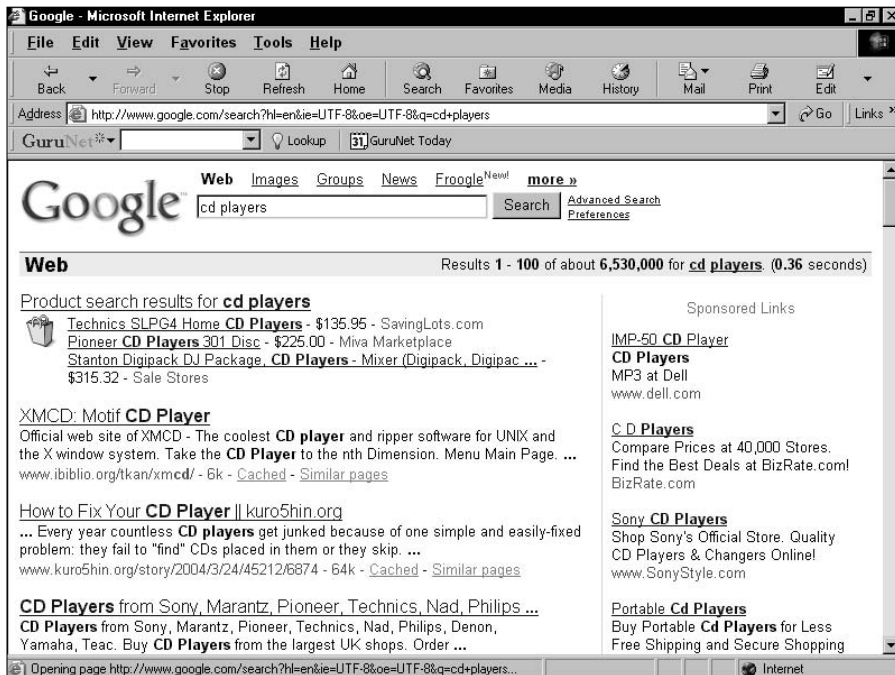 Google - Microsoft Internet Explorer
File Edit View Favorites Tools Help
Back Forward Stop Refresh Home Search Favorites Media History Mail Print Edit
Address http://www.google.com/search?hl=en&ie=UTF-8&oe=UTF-8&q=cd+players Go Links »
GuruNet Lookup 31 GuruNet Today
Google™
Web Images Groups News Froogle New! more »
cd players Search Advanced Search
Preferences
Web Results 1 - 100 of about 6,530,000 for cd players. (0.36 seconds)
Product search results for cd players
Technics SLPG4 Home CD Players - $135.95 - SavingLots.com
Pioneer CD Players 301 Disc - $225.00 - Miva Marketplace
Stanton Digipack DJ Package, CD Players - Mixer (Digipack, Digipac ... -
$315.32 - Sale Stores
XMCD: Motif CD Player
Official web site of XMCD - The coolest CD player and ripper software for UNIX and
the X window system. Take the CD Player to the nth Dimension. Menu Main Page. ...
www.ibiblio.org/tkan/xmcd/ - 6k - Cached - Similar pages
How to Fix Your CD Player || kuro5hin.org
... Every year countless CD players get junked because of one simple and easily-fixed
problem: they fail to "find" CDs placed in them or they skip. ...
www.kuro5hin.org/story/2004/3/24/45212/6874 - 64k - Cached - Similar pages
CD Players from Sony, Marantz, Pioneer, Technics, Nad, Philips ...
CD Players from Sony, Marantz, Pioneer, Technics, Nad, Philips, Denon,
Yamaha, Teac. Buy CD Players from the largest UK shops. Order ...
Sponsored Links
IMP-50 CD Player
CD Players
MP3 at Dell
www.dell.com
C D Players
Compare Prices at 40,000 Stores.
Find the Best Deals at BizRate.com!
BizRate.com
Sony CD Players
Shop Sony's Official Store. Quality
CD Players & Changers Online!
www.SonyStyle.com
Portable Cd Players
Buy Portable Cd Players for Less
Free Shipping and Secure Shopping
Opening page http://www.google.com/search?hl=en&ie=UTF-8&oe=UTF-8&q=cd+players... Internet